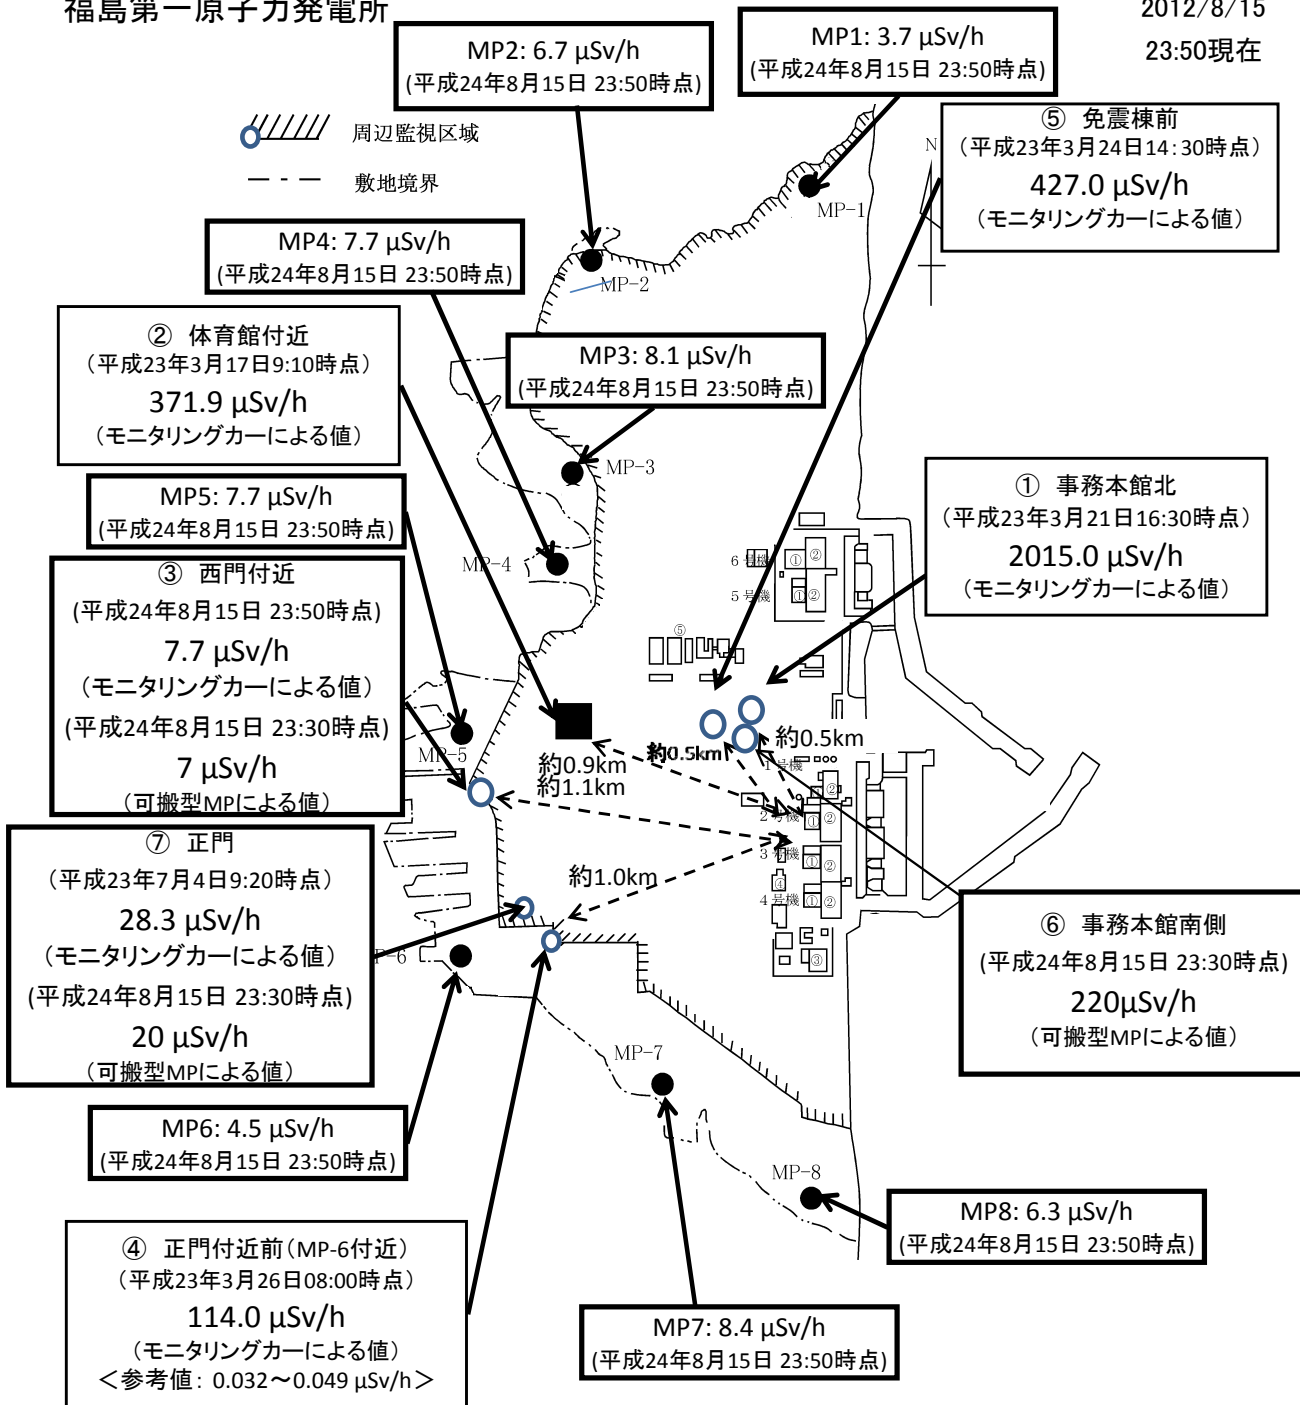 福島第一原子力発電所
2012/8/15
23:50現在
MP2: 6.7 μSv/h
(平成24年8月15日 23:50時点)
MP1: 3.7 μSv/h
(平成24年8月15日 23:50時点)
周辺監視区域
敷地境界
⑤ 免震棟前
(平成23年3月24日14:30時点)
427.0 μSv/h
(モニタリングカーによる値)
N
MP-1
MP4: 7.7 μSv/h
(平成24年8月15日 23:50時点)
MP-2
② 体育館付近
(平成23年3月17日9:10時点)
371.9 μSv/h
(モニタリングカーによる値)
MP3: 8.1 μSv/h
(平成24年8月15日 23:50時点)
MP-3
MP5: 7.7 μSv/h
(平成24年8月15日 23:50時点)
① 事務本館北
(平成23年3月21日16:30時点)
2015.0 μSv/h
(モニタリングカーによる値)
MP-4
6号機
① ②
5号機
① ②
③ 西門付近
(平成24年8月15日 23:50時点)
7.7 μSv/h
(モニタリングカーによる値)
(平成24年8月15日 23:30時点)
7 μSv/h
(可搬型MPによる値)
⑤
MP-5
約0.9km
約1.1km
約0.5km
約0.5km
1号機
②
2号機
① ②
3号機
① ②
④
4号機
① ②
③
約1.0km
⑦ 正門
(平成23年7月4日9:20時点)
28.3 μSv/h
(モニタリングカーによる値)
(平成24年8月15日 23:30時点)
20 μSv/h
(可搬型MPによる値)
P-6
⑥ 事務本館南側
(平成24年8月15日 23:30時点)
220μSv/h
(可搬型MPによる値)
MP-7
MP6: 4.5 μSv/h
(平成24年8月15日 23:50時点)
MP-8
MP8: 6.3 μSv/h
(平成24年8月15日 23:50時点)
④ 正門付近前(MP-6付近)
(平成23年3月26日08:00時点)
114.0 μSv/h
(モニタリングカーによる値)
＜参考値: 0.032～0.049 μSv/h＞
MP7: 8.4 μSv/h
(平成24年8月15日 23:50時点)